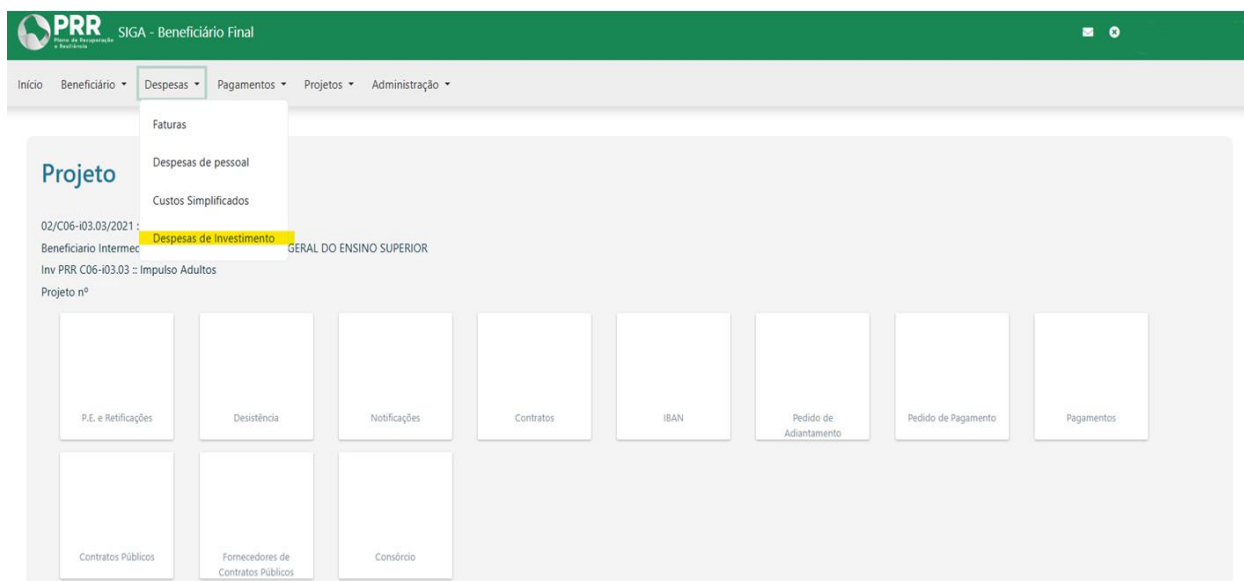 PRR
Plano de Recuperação
e Resiliência
SIGA - Beneficiário Final
Início Beneficiário Despesas Pagamentos Projetos Administração
Faturas
Despesas de pessoal
Custos Simplificados
Despesas de Investimento
Projeto
02/C06-i03.03/2021 :
Beneficiario Intermec GERAL DO ENSINO SUPERIOR
Inv PRR C06-i03.03 :: Impulso Adultos
Projeto nº
P.E. e Retificações
Desistência
Notificações
Contratos
IBAN
Pedido de
Adiantamento
Pedido de Pagamento
Pagamentos
Contratos Públicos
Fornecedores de
Contratos Públicos
Consórcio